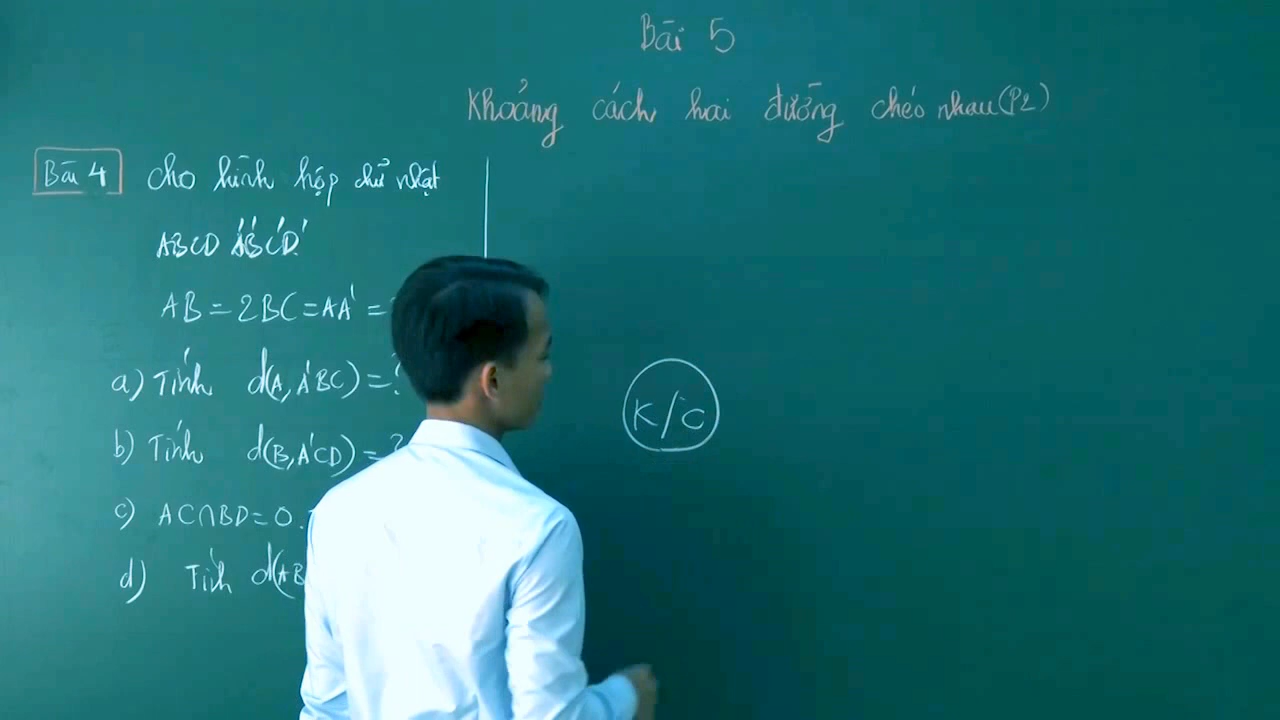 Bài 5
Khoảng cách hai đường chéo nhau (P2)
Bài 4 Cho hình hộp chữ nhật
ABCD A'B'C'D'
AB = 2BC = AA' =
a) Tính d(A, A'BC) = ?
b) Tính d(B, A'CD) = ?
c) AC∩BD = O.
d) Tính d(AB
K/C